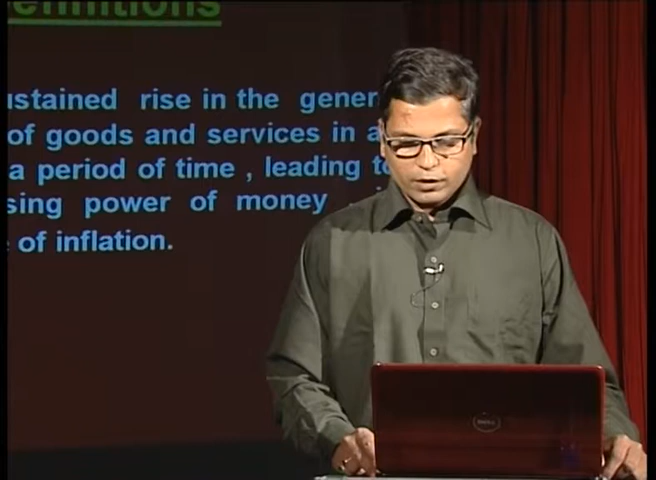 efinitions
ustained rise in the gener
of goods and services in a
a period of time , leading to
sing power of money
e of inflation.
DELL